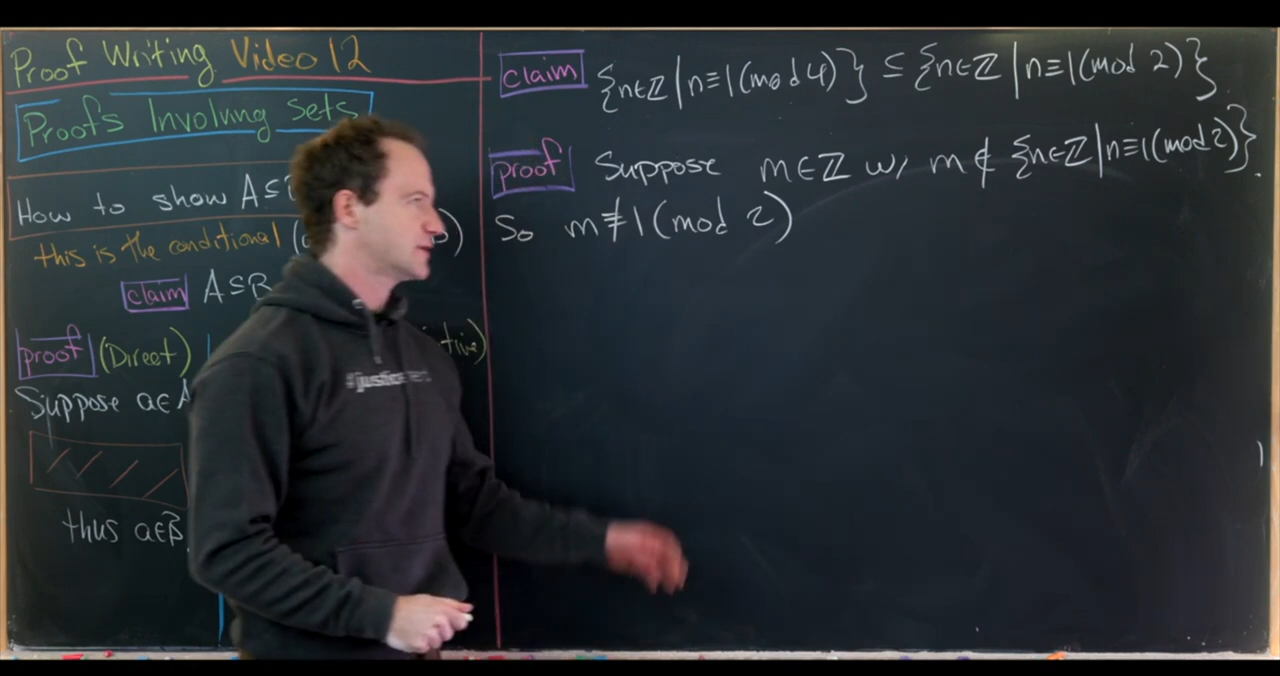 Proof Writing Video 12
Proofs Involving sets
How to show A⊆
this is the conditional
claim A⊆B
proof (Direct)
Suppose a∈A
thus a∈B
claim {n∈ℤ | n≡1(mod 4)} ⊆ {n∈ℤ | n≡1(mod 2)}
proof Suppose m∈ℤ w/ m∉{n∈ℤ | n≡1(mod 2)}.
So m≢1(mod 2)